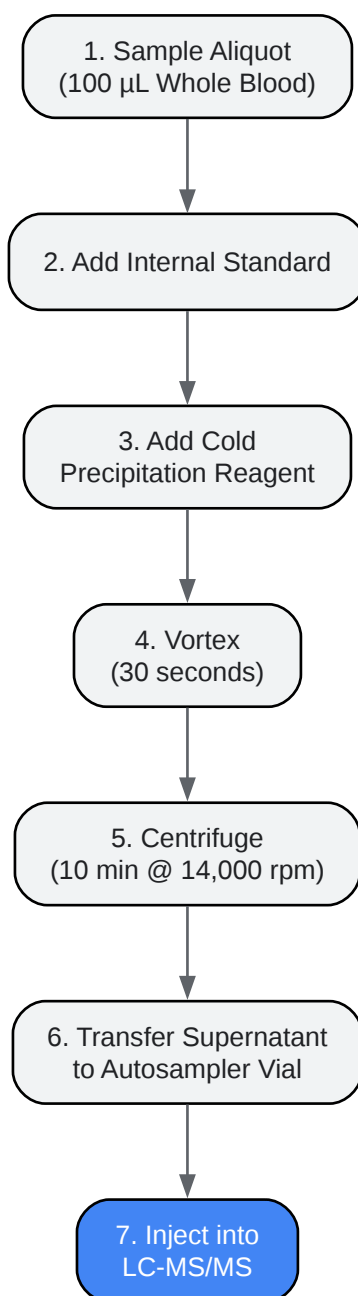 1. Sample Aliquot
(100 µL Whole Blood)
2. Add Internal Standard
3. Add Cold
Precipitation Reagent
4. Vortex
(30 seconds)
5. Centrifuge
(10 min @ 14,000 rpm)
6. Transfer Supernatant
to Autosampler Vial
7. Inject into
LC-MS/MS